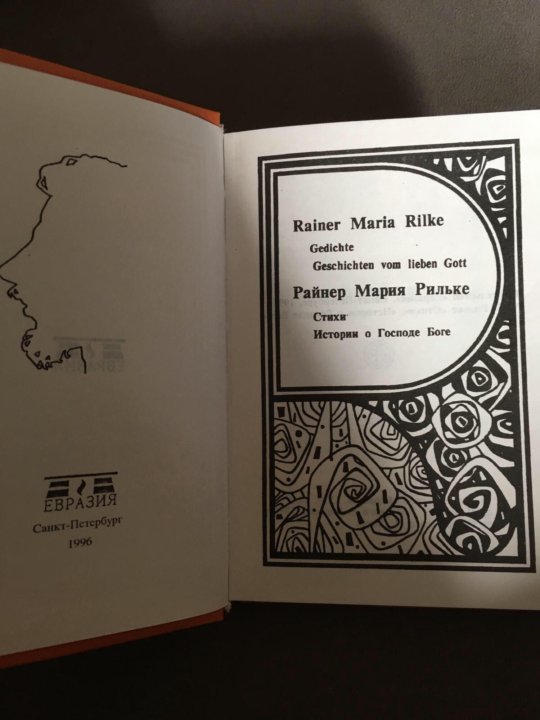 ЕВРАЗИЯ
Санкт-Петербург
1996
Rainer Maria Rilke
Gedichte
Geschichten vom lieben Gott
Райнер Мария Рильке
Стихи
Истории о Господе Боге